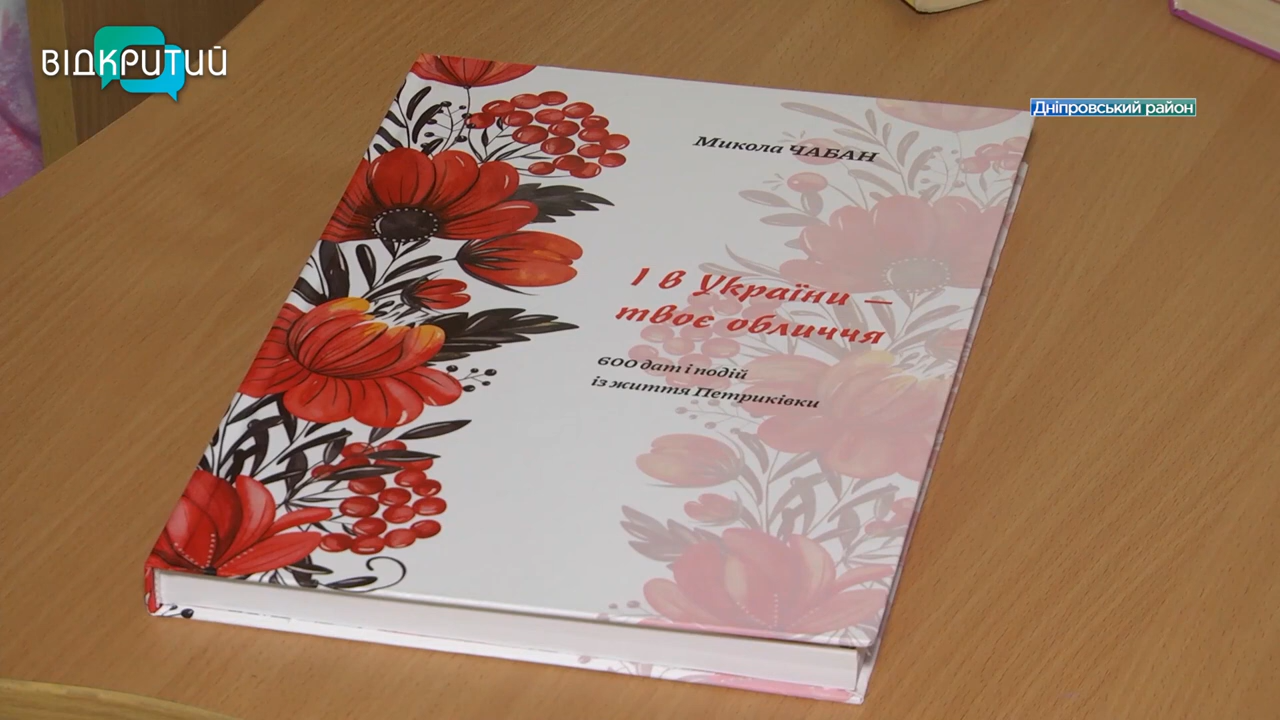 ВІДКРИТИЙ
Дніпровський район
Микола ЧАБАН
І в України –
твоє обличчя
600 дат і подій
із життя Петриківки